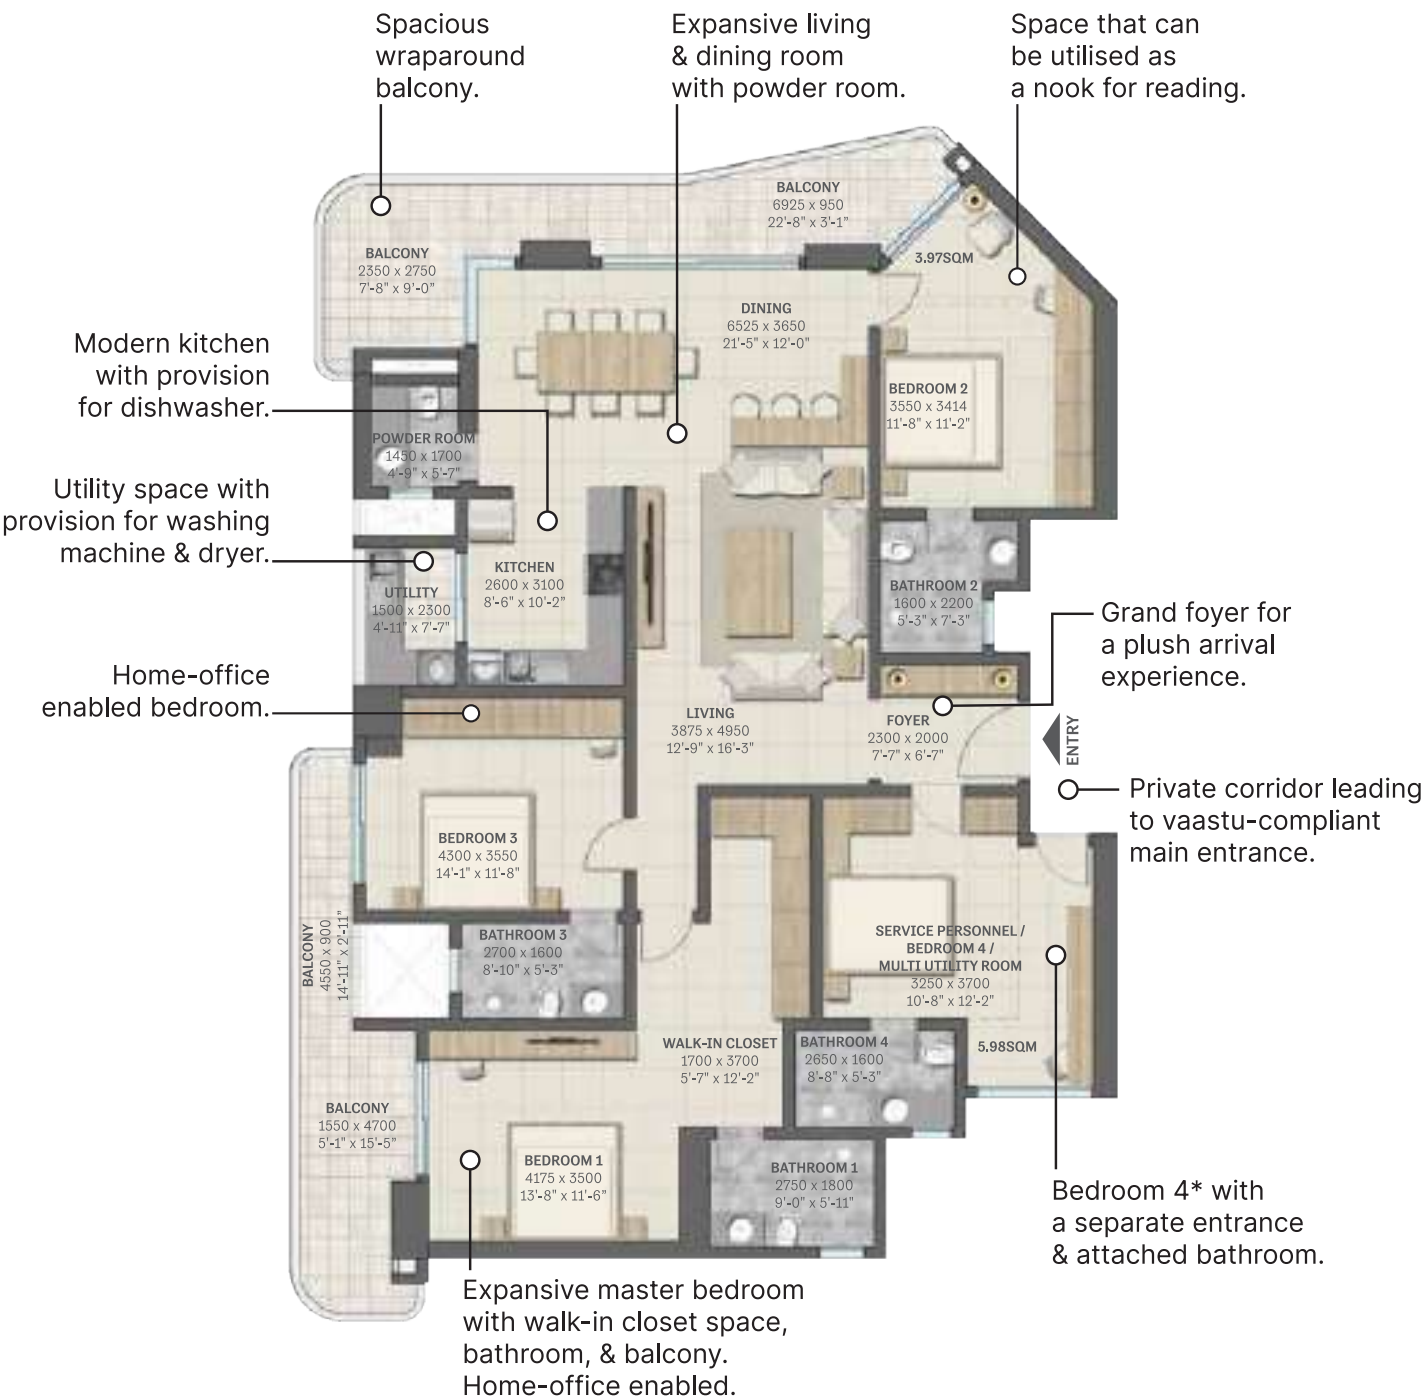 Spacious
wraparound
balcony.
Expansive living
& dining room
with powder room.
Space that can
be utilised as
a nook for reading.
BALCONY
6925 x 950
22'-8" x 3'-1"
BALCONY
2350 x 2750
7'-8" x 9'-0"
3.97SQM
DINING
6525 x 3650
21'-5" x 12'-0"
Modern kitchen
with provision
for dishwasher.
BEDROOM 2
3550 x 3414
11'-8" x 11'-2"
POWDER ROOM
1450 x 1700
4'-9" x 5'-7"
Utility space with
provision for washing
machine & dryer.
KITCHEN
2600 x 3100
8'-6" x 10'-2"
UTILITY
1500 x 2300
4'-11" x 7'-7"
BATHROOM 2
1600 x 2200
5'-3" x 7'-3"
Grand foyer for
a plush arrival
experience.
Home-office
enabled bedroom.
LIVING
3875 x 4950
12'-9" x 16'-3"
FOYER
2300 x 2000
7'-7" x 6'-7"
ENTRY
Private corridor leading
to vaastu-compliant
main entrance.
BEDROOM 3
4300 x 3550
14'-1" x 11'-8"
BALCONY
4550 x 900
14'-11" x 2'-11"
BATHROOM 3
2700 x 1600
8'-10" x 5'-3"
SERVICE PERSONNEL /
BEDROOM 4 /
MULTI UTILITY ROOM
3250 x 3700
10'-8" x 12'-2"
WALK-IN CLOSET
1700 x 3700
5'-7" x 12'-2"
BATHROOM 4
2650 x 1600
8'-8" x 5'-3"
5.98SQM
BALCONY
1550 x 4700
5'-1" x 15'-5"
BEDROOM 1
4175 x 3500
13'-8" x 11'-6"
BATHROOM 1
2750 x 1800
9'-0" x 5'-11"
Bedroom 4* with
a separate entrance
& attached bathroom.
Expansive master bedroom
with walk-in closet space,
bathroom, & balcony.
Home-office enabled.